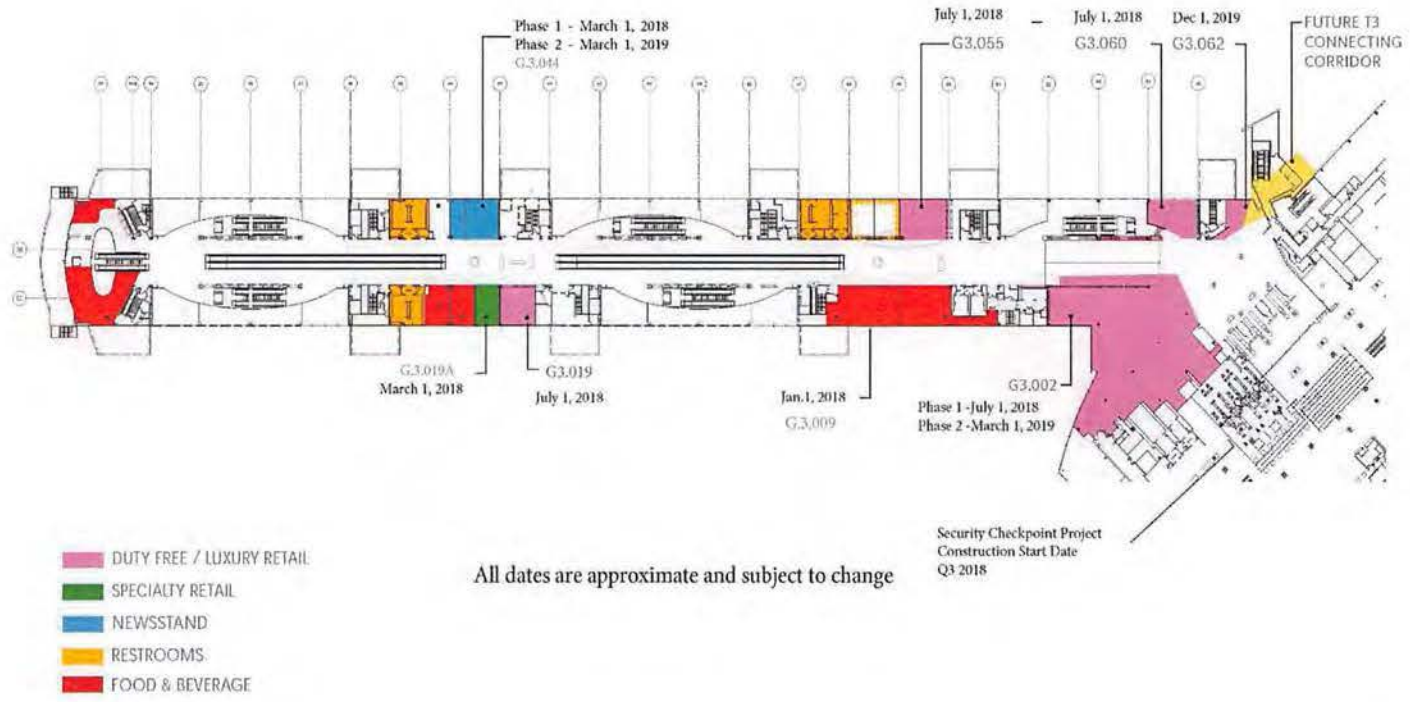 Phase 1 - March 1, 2018
Phase 2 - March 1, 2019
G.3.044
July 1, 2018
G3.055
–
July 1, 2018
G3.060
Dec 1, 2019
G3.062
FUTURE T3
CONNECTING
CORRIDOR
G.3.019A
March 1, 2018
G3.019
July 1, 2018
Jan.1, 2018
G.3.009
G3.002
Phase 1 -July 1, 2018
Phase 2 -March 1, 2019
Security Checkpoint Project
Construction Start Date
Q3 2018
All dates are approximate and subject to change
DUTY FREE / LUXURY RETAIL
SPECIALTY RETAIL
NEWSSTAND
RESTROOMS
FOOD & BEVERAGE